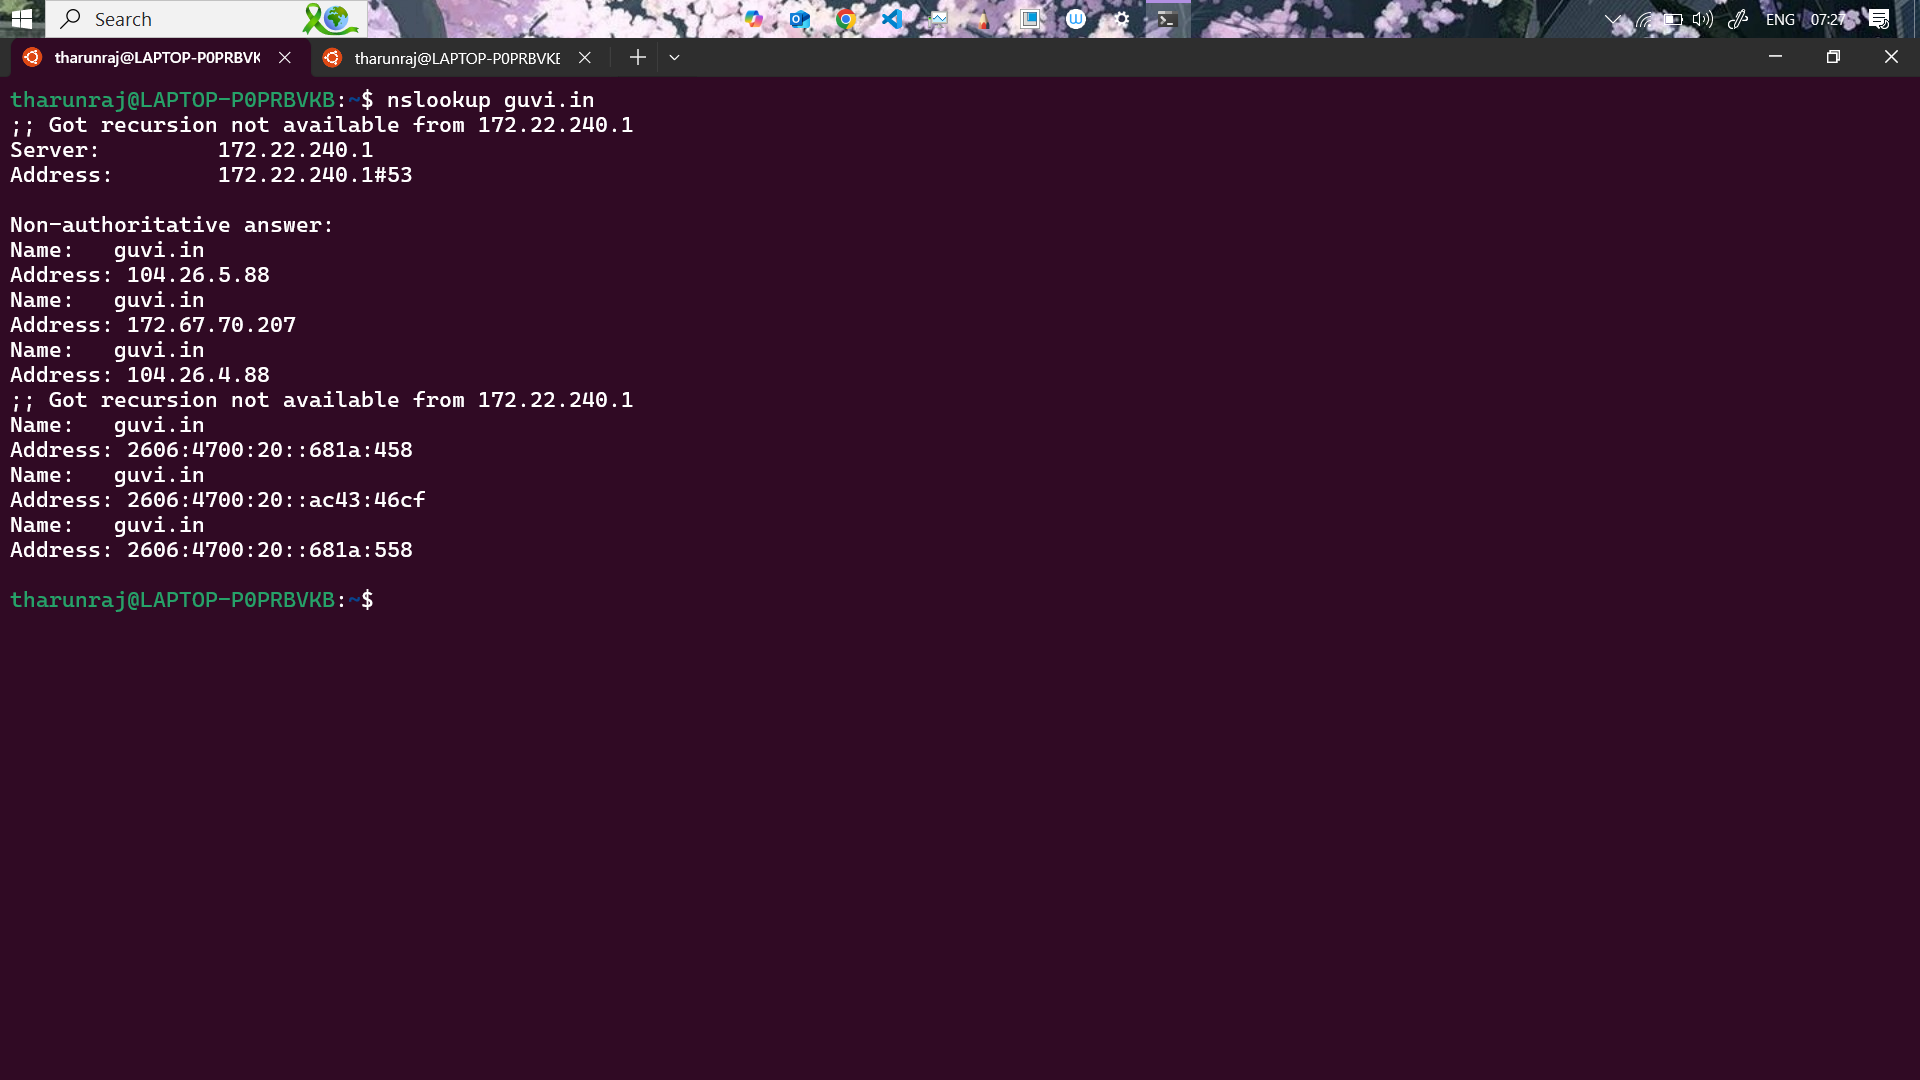 Search
ENG 07:27
tharunraj@LAPTOP-P0PRBVK
tharunraj@LAPTOP-P0PRBVKE
tharunraj@LAPTOP-P0PRBVKB:~$ nslookup guvi.in
;; Got recursion not available from 172.22.240.1
Server: 172.22.240.1
Address: 172.22.240.1#53
Non-authoritative answer:
Name: guvi.in
Address: 104.26.5.88
Name: guvi.in
Address: 172.67.70.207
Name: guvi.in
Address: 104.26.4.88
;; Got recursion not available from 172.22.240.1
Name: guvi.in
Address: 2606:4700:20::681a:458
Name: guvi.in
Address: 2606:4700:20::ac43:46cf
Name: guvi.in
Address: 2606:4700:20::681a:558
tharunraj@LAPTOP-P0PRBVKB:~$